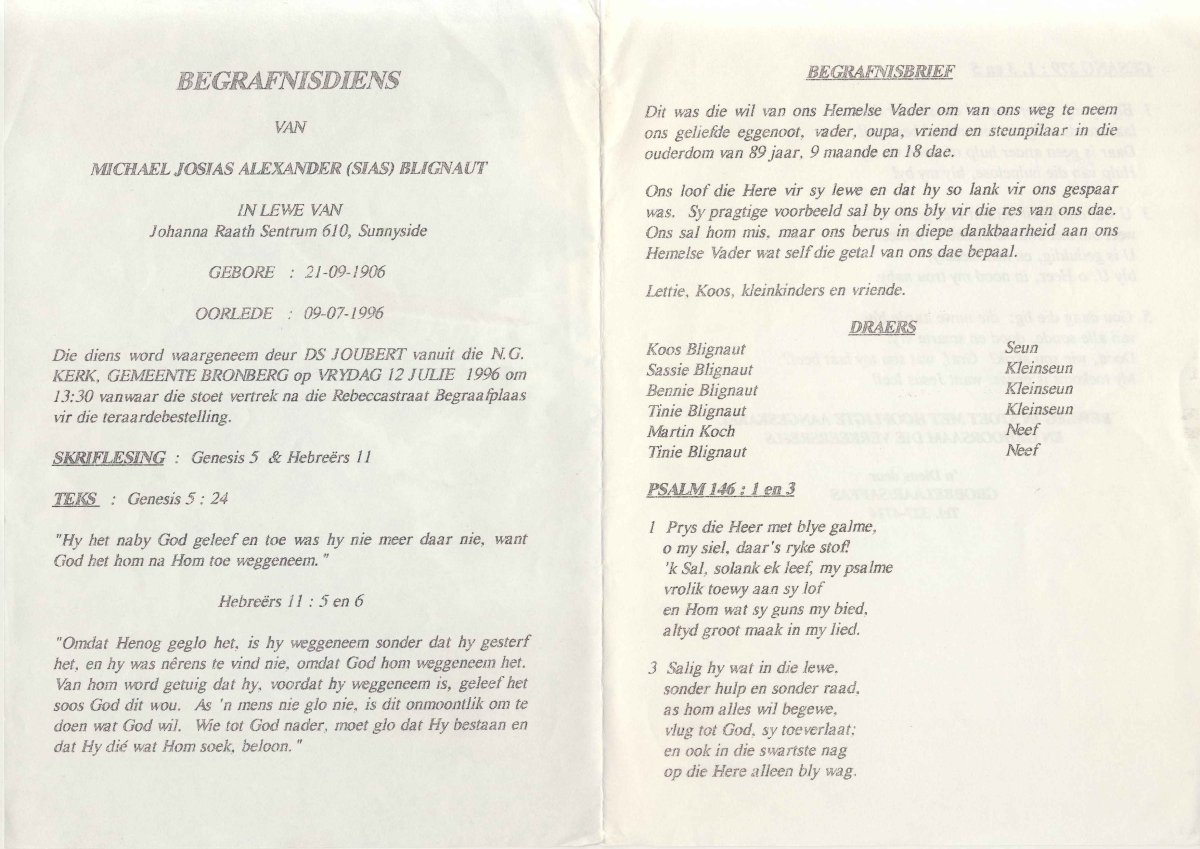 BEGRAFNISDIENS
VAN
MICHAEL JOSIAS ALEXANDER (SIAS) BLIGNAUT
IN LEWE VAN
Johanna Raath Sentrum 610, Sunnyside
GEBORE : 21-09-1906
OORLEDE : 09-07-1996
Die diens word waargeneem deur DS JOUBERT vanuit die N.G.
KERK, GEMEENTE BRONBERG op VRYDAG 12 JULIE 1996 om
13:30 vanwaar die stoet vertrek na die Rebeccastraat Begraafplaas
vir die teraardebestelling.
SKRIFLESING : Genesis 5 & Hebreërs 11
TEKS : Genesis 5 : 24
"Hy het naby God geleef en toe was hy nie meer daar nie, want
God het hom na Hom toe weggeneem."
Hebreërs 11 : 5 en 6
"Omdat Henog geglo het, is hy weggeneem sonder dat hy gesterf
het, en hy was nêrens te vind nie, omdat God hom weggeneem het.
Van hom word getuig dat hy, voordat hy weggeneem is, geleef het
soos God dit wou. As 'n mens nie glo nie, is dit onmoontlik om te
doen wat God wil. Wie tot God nader, moet glo dat Hy bestaan en
dat Hy dié wat Hom soek, beloon."
BEGRAFNISBRIEF
Dit was die wil van ons Hemelse Vader om van ons weg te neem
ons geliefde eggenoot, vader, oupa, vriend en steunpilaar in die
ouderdom van 89 jaar, 9 maande en 18 dae.
Ons loof die Here vir sy lewe en dat hy so lank vir ons gespaar
was. Sy pragtige voorbeeld sal by ons bly vir die res van ons dae.
Ons sal hom mis, maar ons berus in diepe dankbaarheid aan ons
Hemelse Vader wat self die getal van ons dae bepaal.
Lettie, Koos, kleinkinders en vriende.
DRAERS
Koos Blignaut Seun
Sassie Blignaut Kleinseun
Bennie Blignaut Kleinseun
Tinie Blignaut Kleinseun
Martin Koch Neef
Tinie Blignaut Neef
PSALM 146 : 1 en 3
1 Prys die Heer met blye galme,
o my siel, daar's ryke stof!
'k Sal, solank ek leef, my psalme
vrolik toewy aan sy lof
en Hom wat sy guns my bied,
altyd groot maak in my lied.
3 Salig hy wat in die lewe.
sonder hulp en sonder raad,
as hom alles wil begewe,
vlug tot God, sy toeverlaat;
en ook in die swartste nag
op die Here alleen bly wag.